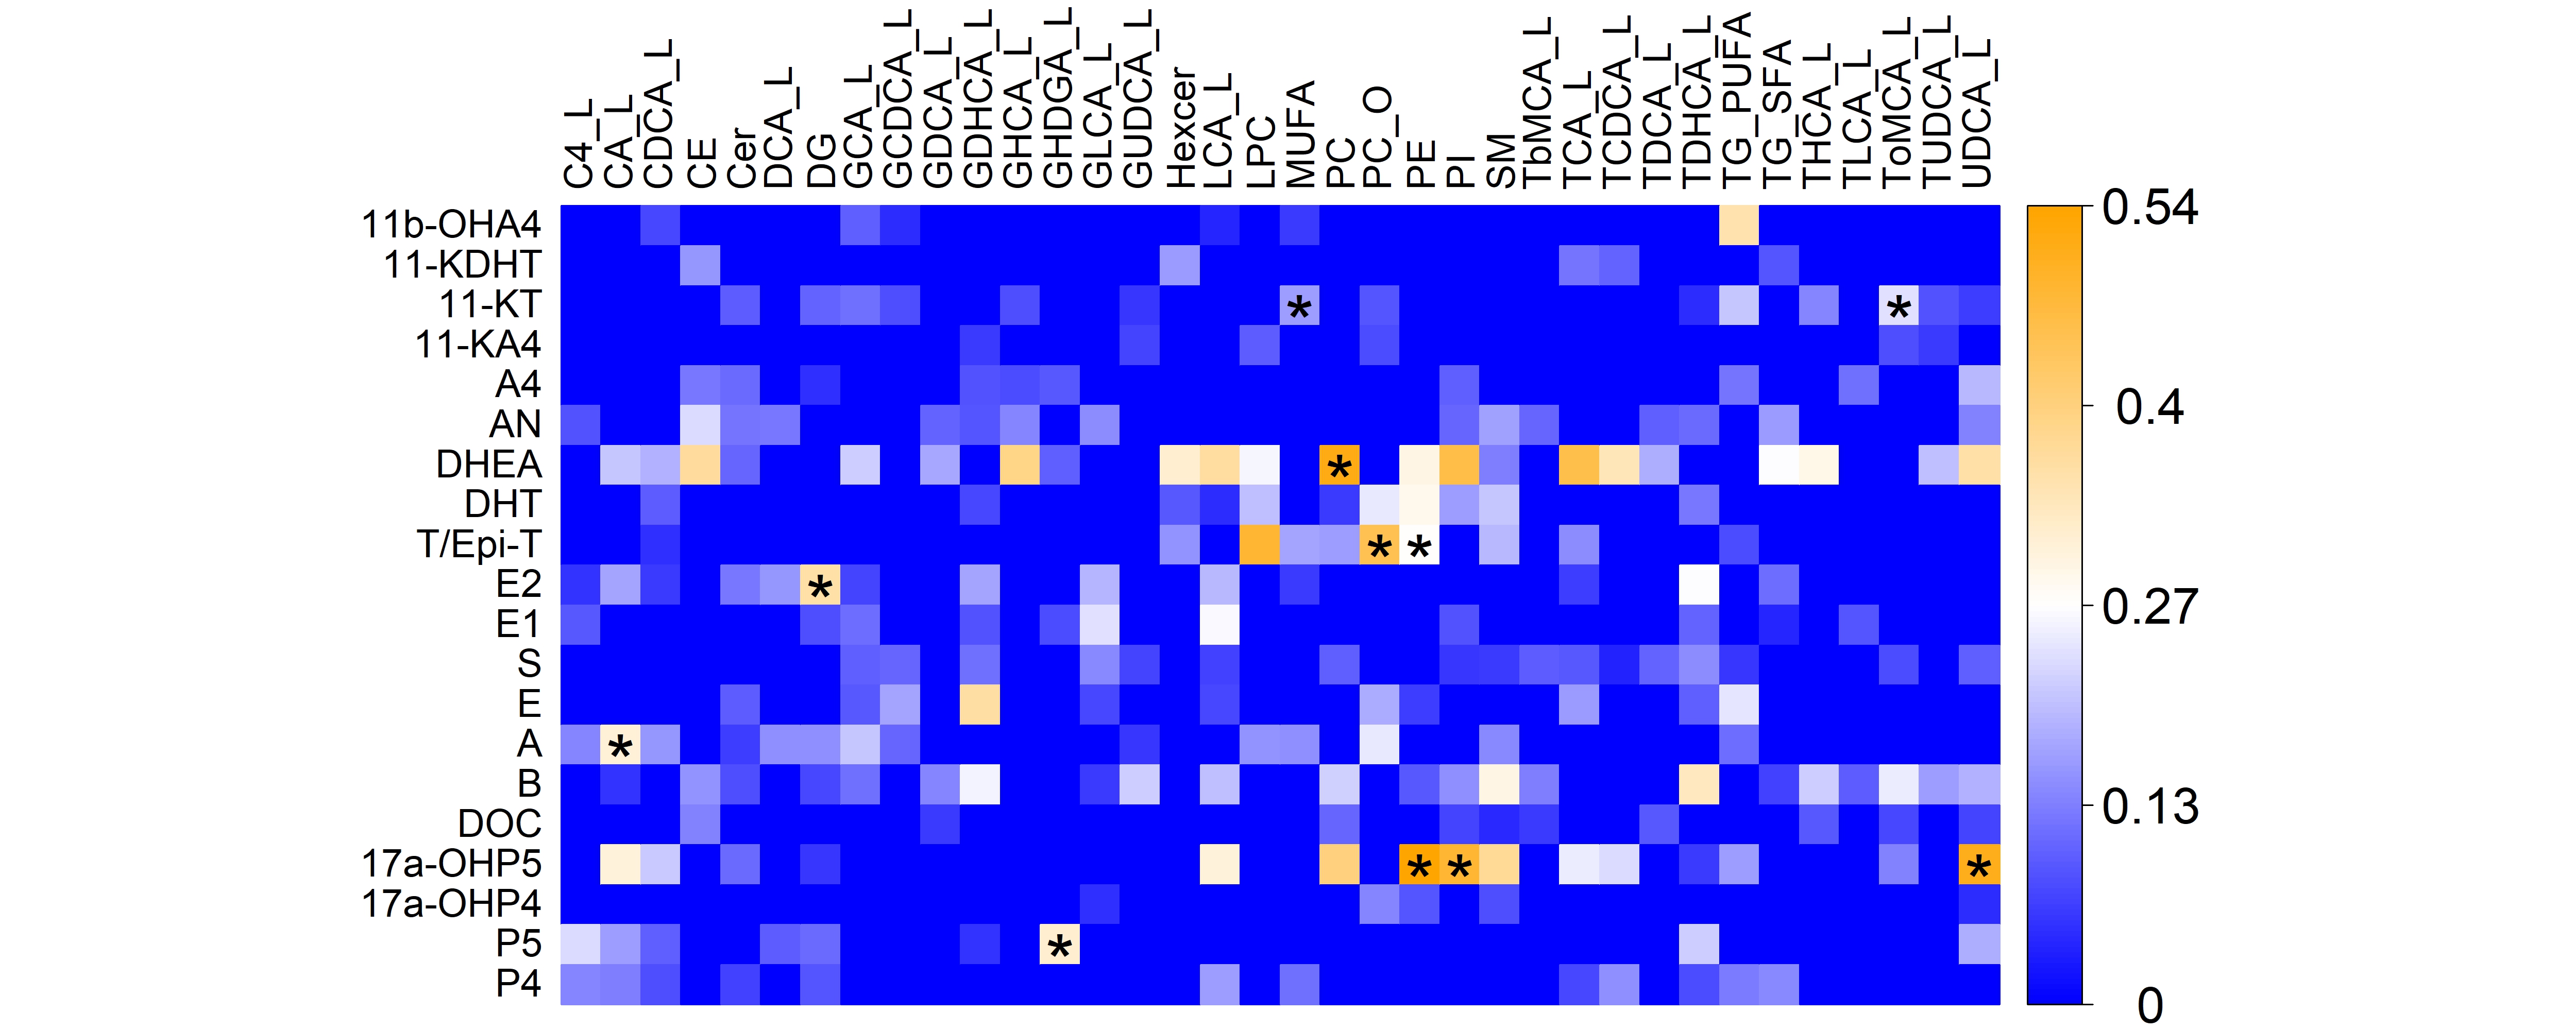 C4_L
CA_L
CDCA_L
CE
Cer
DCA_L
DG
GCA_L
GCDCA_L
GDCA_L
GDHCA_L
GHCA_L
GHDGA_L
GLCA_L
GUDCA_L
Hexcer
LCA_L
LPC
MUFA
PC
PC_O
PE
PI
SM
TbMCA_L
TCA_L
TCDCA_L
TDCA_L
TDHCA_L
TG_PUFA
TG_SFA
THCA_L
TLCA_L
ToMCA_L
TUDCA_L
UDCA_L
11b-OHA4
11-KDHT
11-KT * *
11-KA4
A4
AN
DHEA *
DHT
T/Epi-T * *
E2 *
E1
S
E
A *
B
DOC
17a-OHP5 * * *
17a-OHP4
P5 *
P4
0.54
0.4
0.27
0.13
0